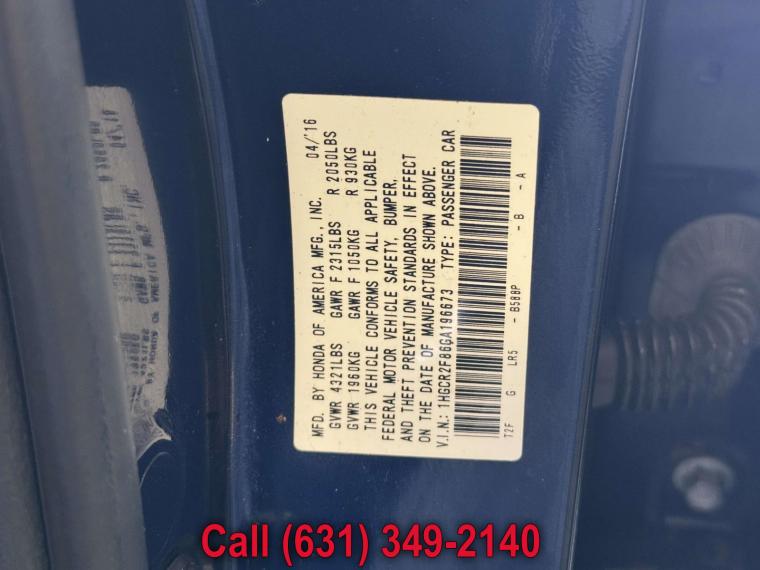 MFD. BY HONDA OF AMERICA MFG., INC. 04/'16
GVWR 4321LBS GAWR F 2315LBS R 2050LBS
GVWR 1960KG GAWR F 1050KG R 930KG
THIS VEHICLE CONFORMS TO ALL APPLICABLE
FEDERAL MOTOR VEHICLE SAFETY, BUMPER,
AND THEFT PREVENTION STANDARDS IN EFFECT
ON THE DATE OF MANUFACTURE SHOWN ABOVE.
V.I.N.: 1HGCR2F86GA196673 TYPE: PASSENGER CAR
T2F G LR5 - B588P - B - A
Call (631) 349-2140